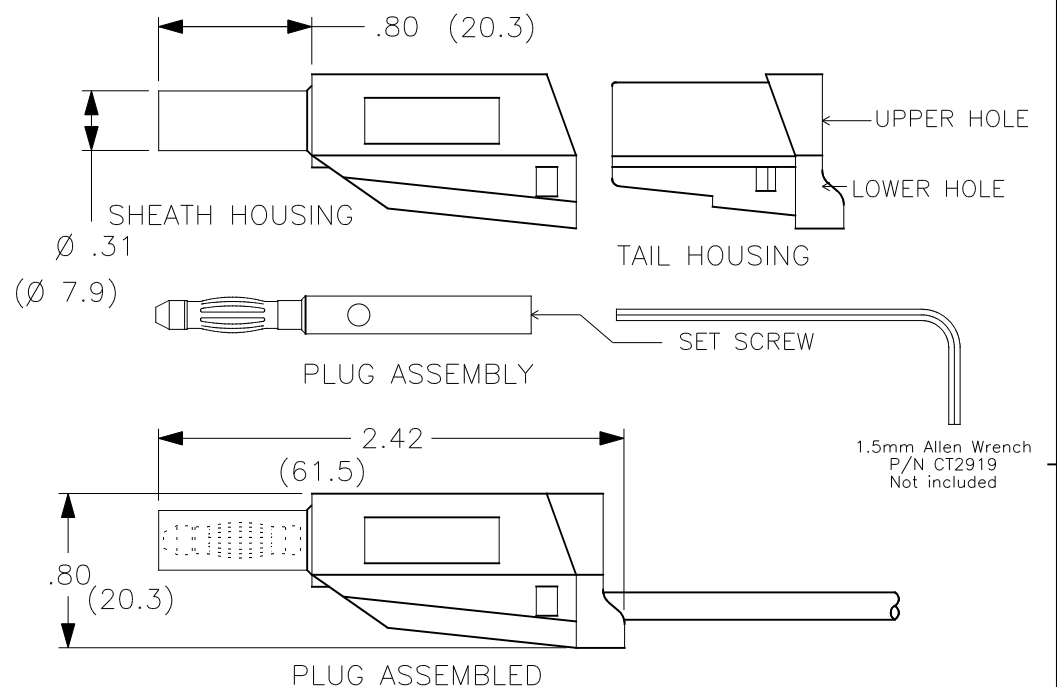 .80 (20.3)
UPPER HOLE
LOWER HOLE
SHEATH HOUSING
Ø .31
(Ø 7.9)
TAIL HOUSING
SET SCREW
PLUG ASSEMBLY
2.42
(61.5)
1.5mm Allen Wrench
P/N CT2919
Not included
.80
(20.3)
PLUG ASSEMBLED